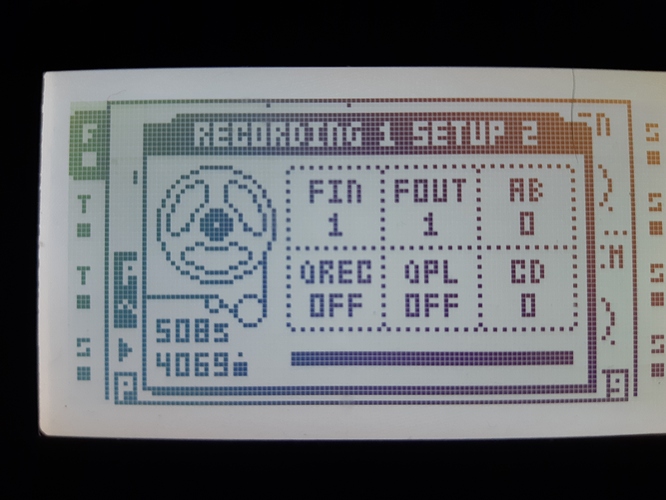 RECORDING 1 SETUP 2
F
T
T
S
FIN FOUT AB
1 1 0
QREC QPL CD
OFF OFF 0
508s
4069
P
S
S
S
S